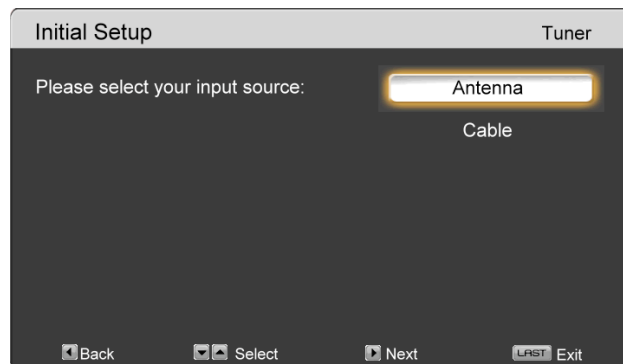 Initial Setup Tuner
Please select your input source: Antenna
Cable
Back Select Next LAST Exit